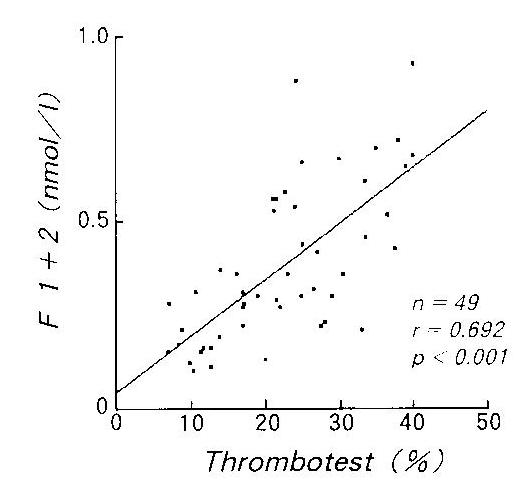 1.0
F 1+2 (nmol/l)
0.5
n = 49
r = 0.692
p < 0.001
0
0 10 20 30 40 50
Thrombotest (%)